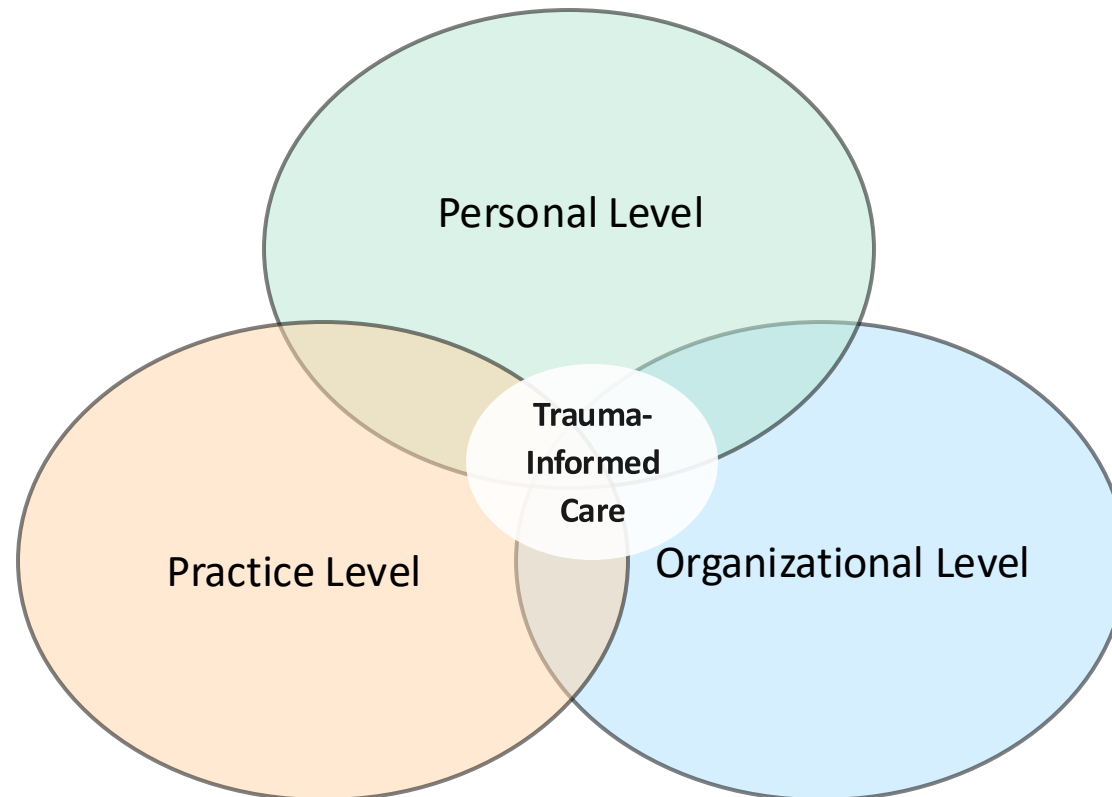 Personal Level
Trauma-
Informed
Care
Practice Level
Organizational Level